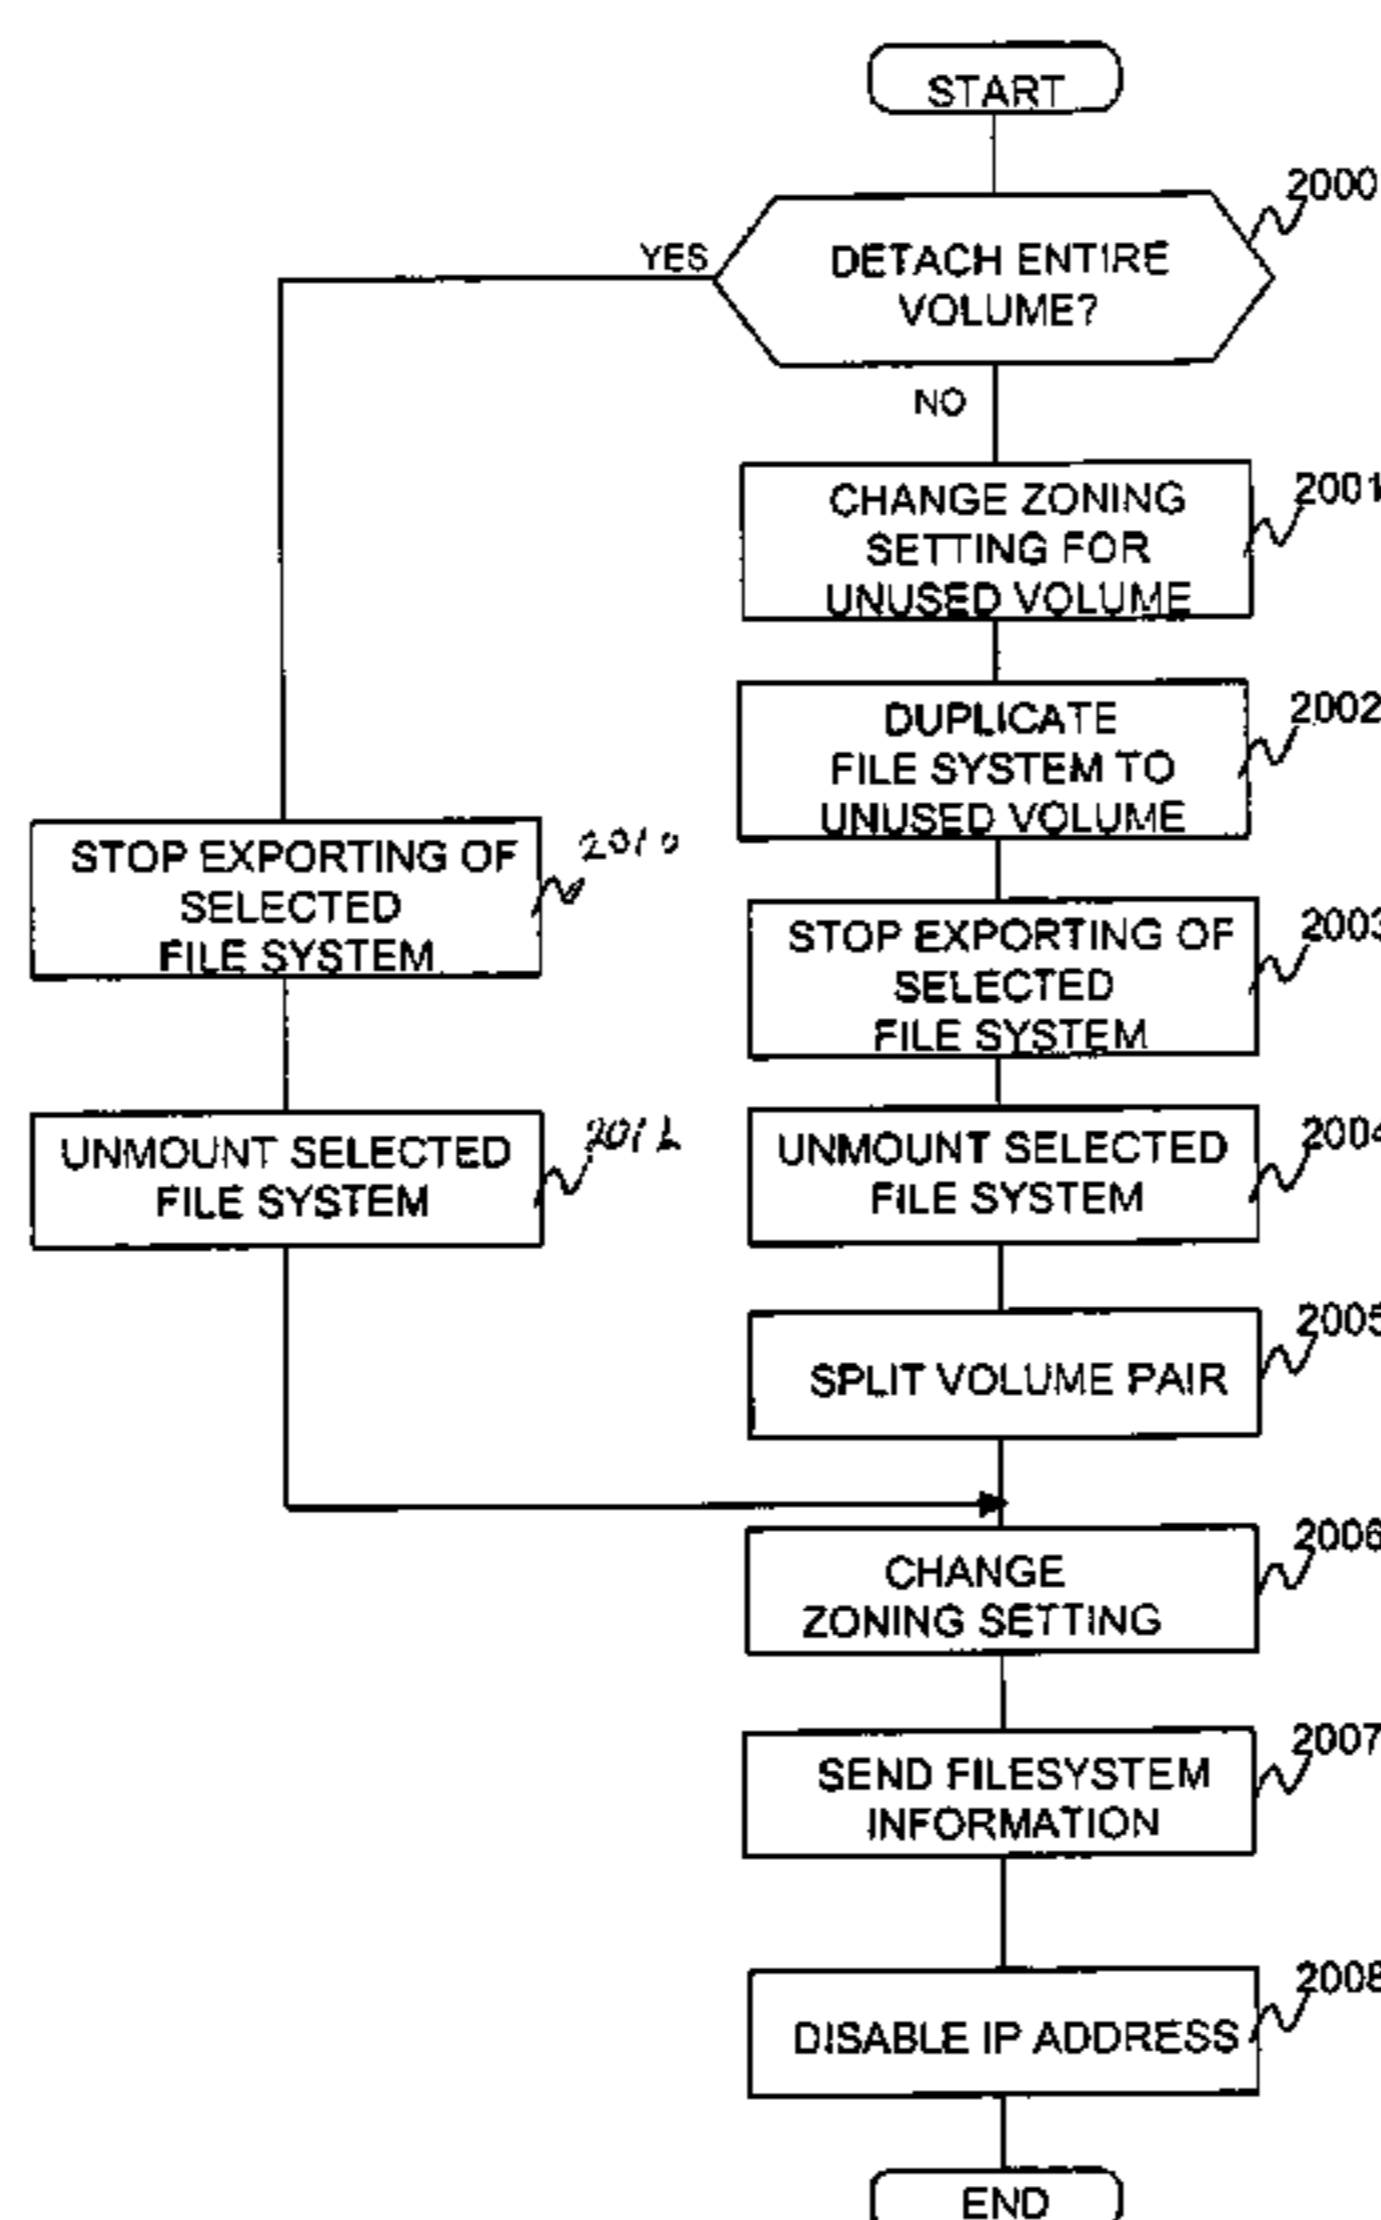 START
2000
YES
DETACH ENTIRE
VOLUME?
NO
CHANGE ZONING
SETTING FOR
UNUSED VOLUME
2001
DUPLICATE
FILE SYSTEM TO
UNUSED VOLUME
2002
STOP EXPORTING OF
SELECTED
FILE SYSTEM
2010
STOP EXPORTING OF
SELECTED
FILE SYSTEM
2003
UNMOUNT SELECTED
FILE SYSTEM
UNMOUNT SELECTED
FILE SYSTEM
2004
SPLIT VOLUME PAIR
2005
CHANGE
ZONING SETTING
2006
SEND FILESYSTEM
INFORMATION
2007
DISABLE IP ADDRESS
2008
END